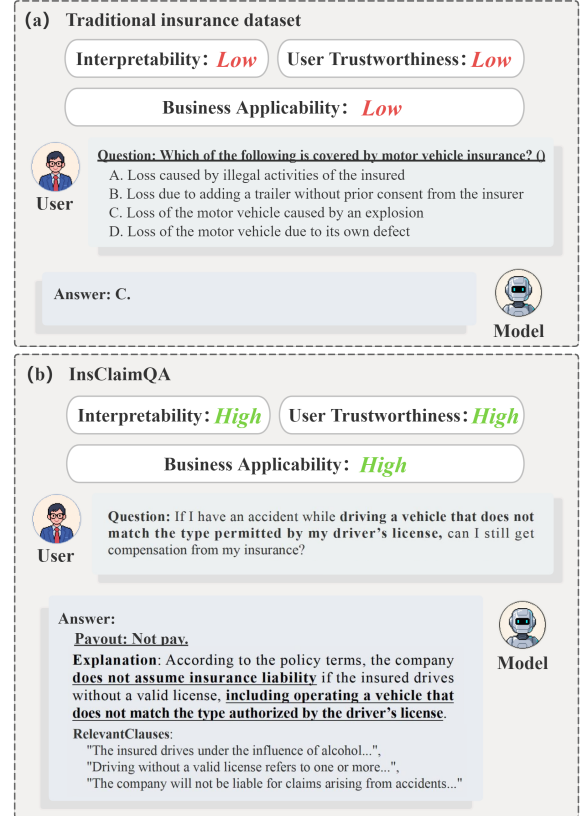 (a) Traditional insurance dataset
Interpretability: Low
User Trustworthiness: Low
Business Applicability: Low
User
Question: Which of the following is covered by motor vehicle insurance? ()
A. Loss caused by illegal activities of the insured
B. Loss due to adding a trailer without prior consent from the insurer
C. Loss of the motor vehicle caused by an explosion
D. Loss of the motor vehicle due to its own defect
Answer: C.
Model
(b) InsClaimQA
Interpretability: High
User Trustworthiness: High
Business Applicability: High
User
Question: If I have an accident while driving a vehicle that does not
match the type permitted by my driver's license, can I still get
compensation from my insurance?
Answer:
Payout: Not pay.
Explanation: According to the policy terms, the company
does not assume insurance liability if the insured drives
without a valid license, including operating a vehicle that
does not match the type authorized by the driver's license.
RelevantClauses:
"The insured drives under the influence of alcohol...",
"Driving without a valid license refers to one or more...",
"The company will not be liable for claims arising from accidents..."
Model